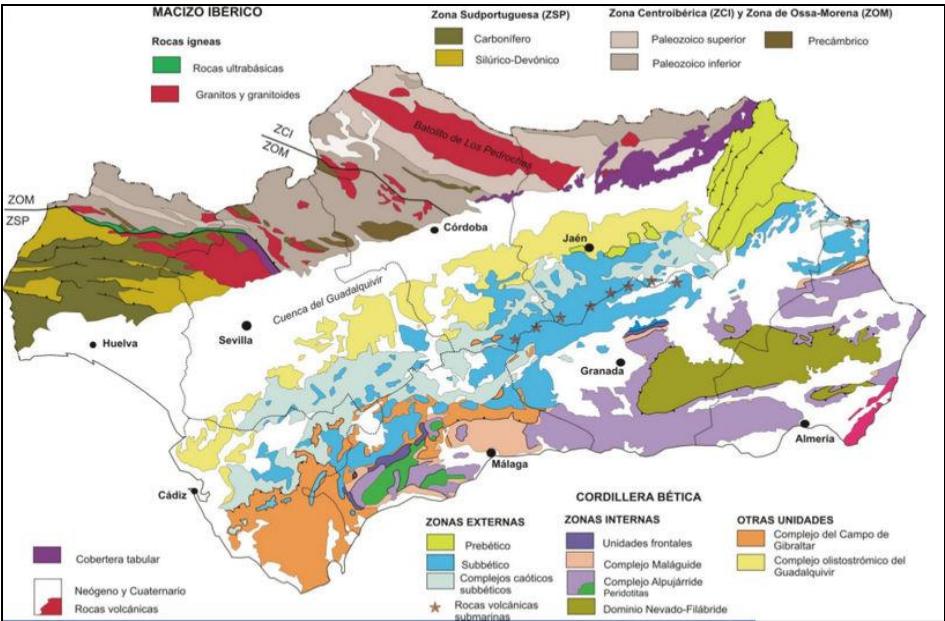 MACIZO IBÉRICO
Rocas ígneas
Rocas ultrabásicas
Granitos y granitoides
Zona Sudportuguesa (ZSP)
Carbonífero
Silúrico-Devónico
Zona Centroibérica (ZCI) y Zona de Ossa-Morena (ZOM)
Paleozoico superior
Precámbrico
Paleozoico inferior
ZCI
ZOM
Batolito de Los Pedroches
ZOM
ZSP
Córdoba
Jaén
Cuenca del Guadalquivir
Huelva
Sevilla
Granada
Almería
Málaga
Cádiz
Cobertera tabular
Neógeno y Cuaternario
Rocas volcánicas
CORDILLERA BÉTICA
ZONAS EXTERNAS
Prebético
Subbético
Complejos caóticos
subbéticos
Rocas volcánicas
submarinas
ZONAS INTERNAS
Unidades frontales
Complejo Maláguide
Complejo Alpujárride
Peridotitas
Dominio Nevado-Filábride
OTRAS UNIDADES
Complejo del Campo de
Gibraltar
Complejo olistostrómico del
Guadalquivir